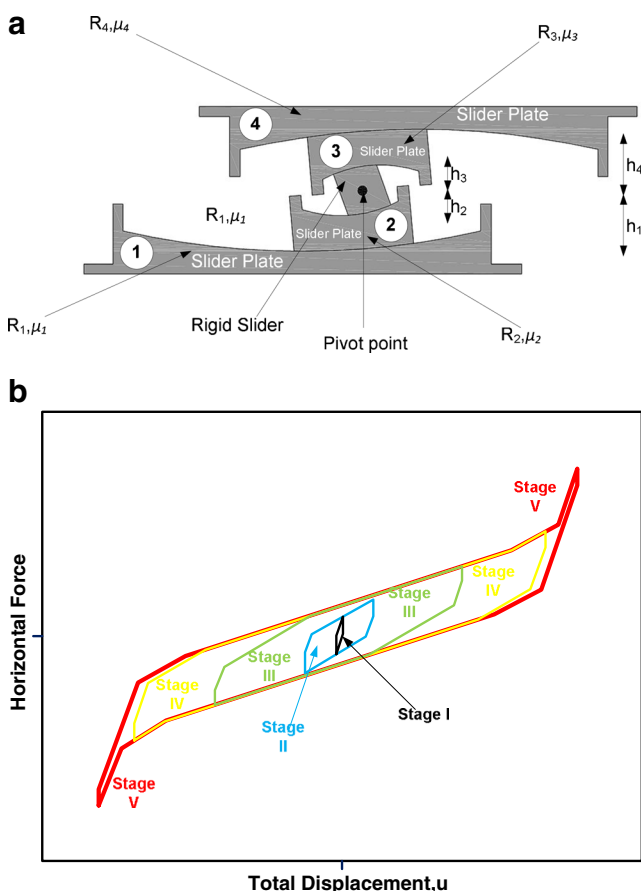 a
R4,μ4
R3,μ3
4
Slider Plate
3
Slider Plate
h3
h4
R1,μ1
h2
h1
1
Slider Plate
Slider Plate
2
R1,μ1
Rigid Slider
Pivot point
R2,μ2
b
Horizontal Force
Stage
V
Stage
IV
Stage
III
Stage
III
Stage
IV
Stage I
Stage
II
Stage
V
Total Displacement,u